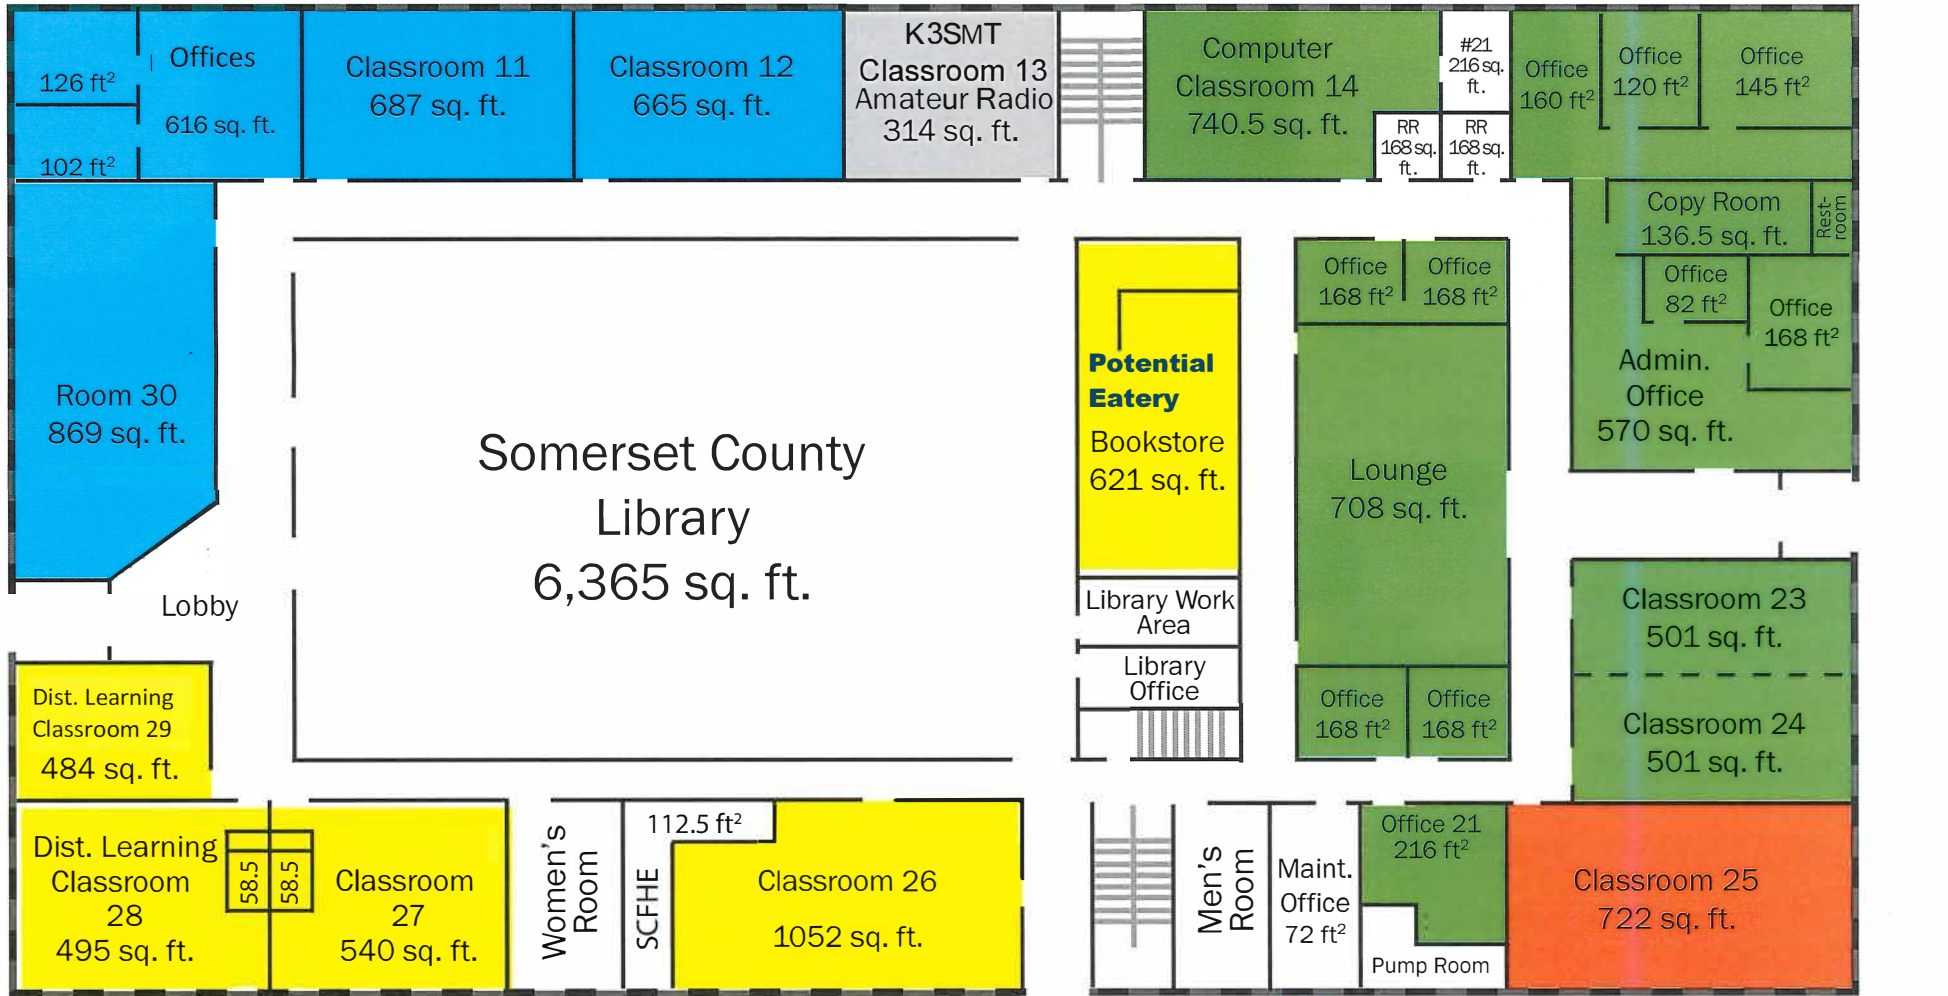 126 ft²
102 ft²
Offices
616 sq. ft.
Classroom 11
687 sq. ft.
Classroom 12
665 sq. ft.
K3SMT
Classroom 13
Amateur Radio
314 sq. ft.
Computer
Classroom 14
740.5 sq. ft.
#21
216 sq.
ft.
RR
168 sq.
ft.
RR
168 sq.
ft.
Office
160 ft²
Office
120 ft²
Office
145 ft²
Copy Room
136.5 sq. ft.
Rest-
room
Office
82 ft²
Office
168 ft²
Admin.
Office
570 sq. ft.
Room 30
869 sq. ft.
Somerset County
Library
6,365 sq. ft.
Potential
Eatery
Bookstore
621 sq. ft.
Library Work
Area
Library
Office
Office
168 ft²
Office
168 ft²
Lounge
708 sq. ft.
Office
168 ft²
Office
168 ft²
Lobby
Classroom 23
501 sq. ft.
Classroom 24
501 sq. ft.
Dist. Learning
Classroom 29
484 sq. ft.
Dist. Learning
Classroom
28
495 sq. ft.
58.5
58.5
Classroom
27
540 sq. ft.
Women's
Room
112.5 ft²
SCFHE
Classroom 26
1052 sq. ft.
Men's
Room
Maint.
Office
72 ft²
Office 21
216 ft²
Pump Room
Classroom 25
722 sq. ft.